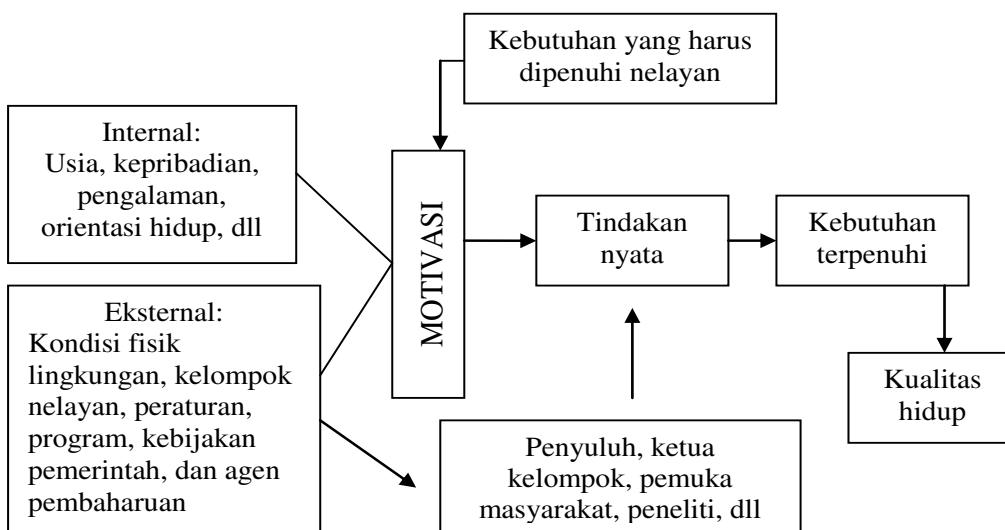 Kebutuhan yang harus
dipenuhi nelayan
Internal:
Usia, kepribadian,
pengalaman,
orientasi hidup, dll
MOTIVASI
Tindakan
nyata
Kebutuhan
terpenuhi
Eksternal:
Kondisi fisik
lingkungan, kelompok
nelayan, peraturan,
program, kebijakan
pemerintah, dan agen
pembaharuan
Kualitas
hidup
Penyuluh, ketua
kelompok, pemuka
masyarakat, peneliti, dll